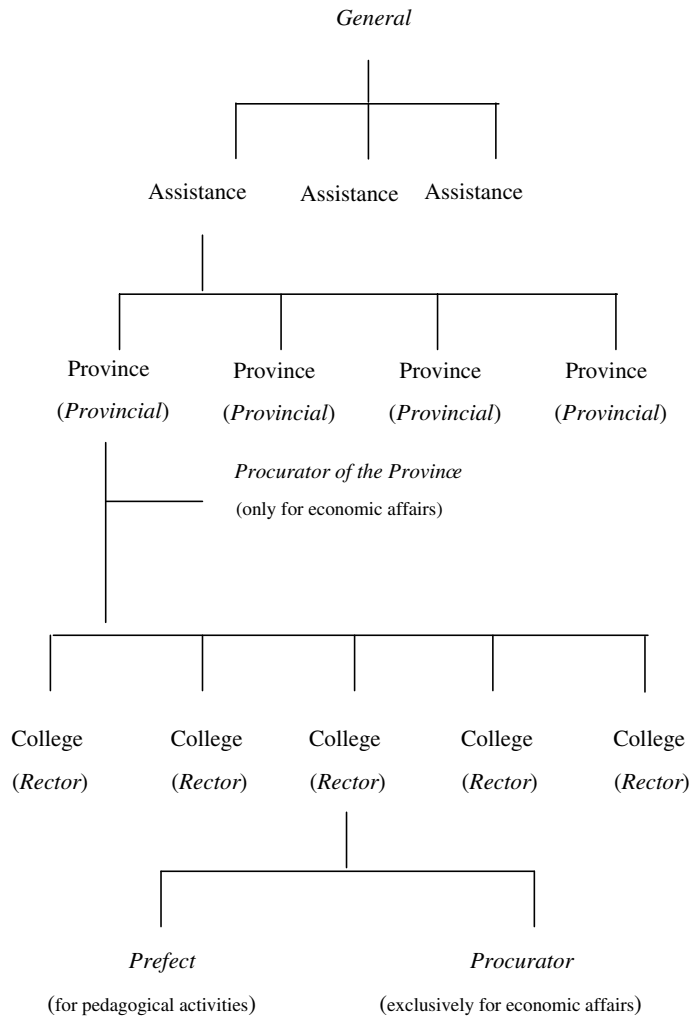 General
Assistance Assistance Assistance
Province Province Province Province
(Provincial) (Provincial) (Provincial) (Provincial)
Procurator of the Province
(only for economic affairs)
College College College College College
(Rector) (Rector) (Rector) (Rector) (Rector)
Prefect Procurator
(for pedagogical activities) (exclusively for economic affairs)